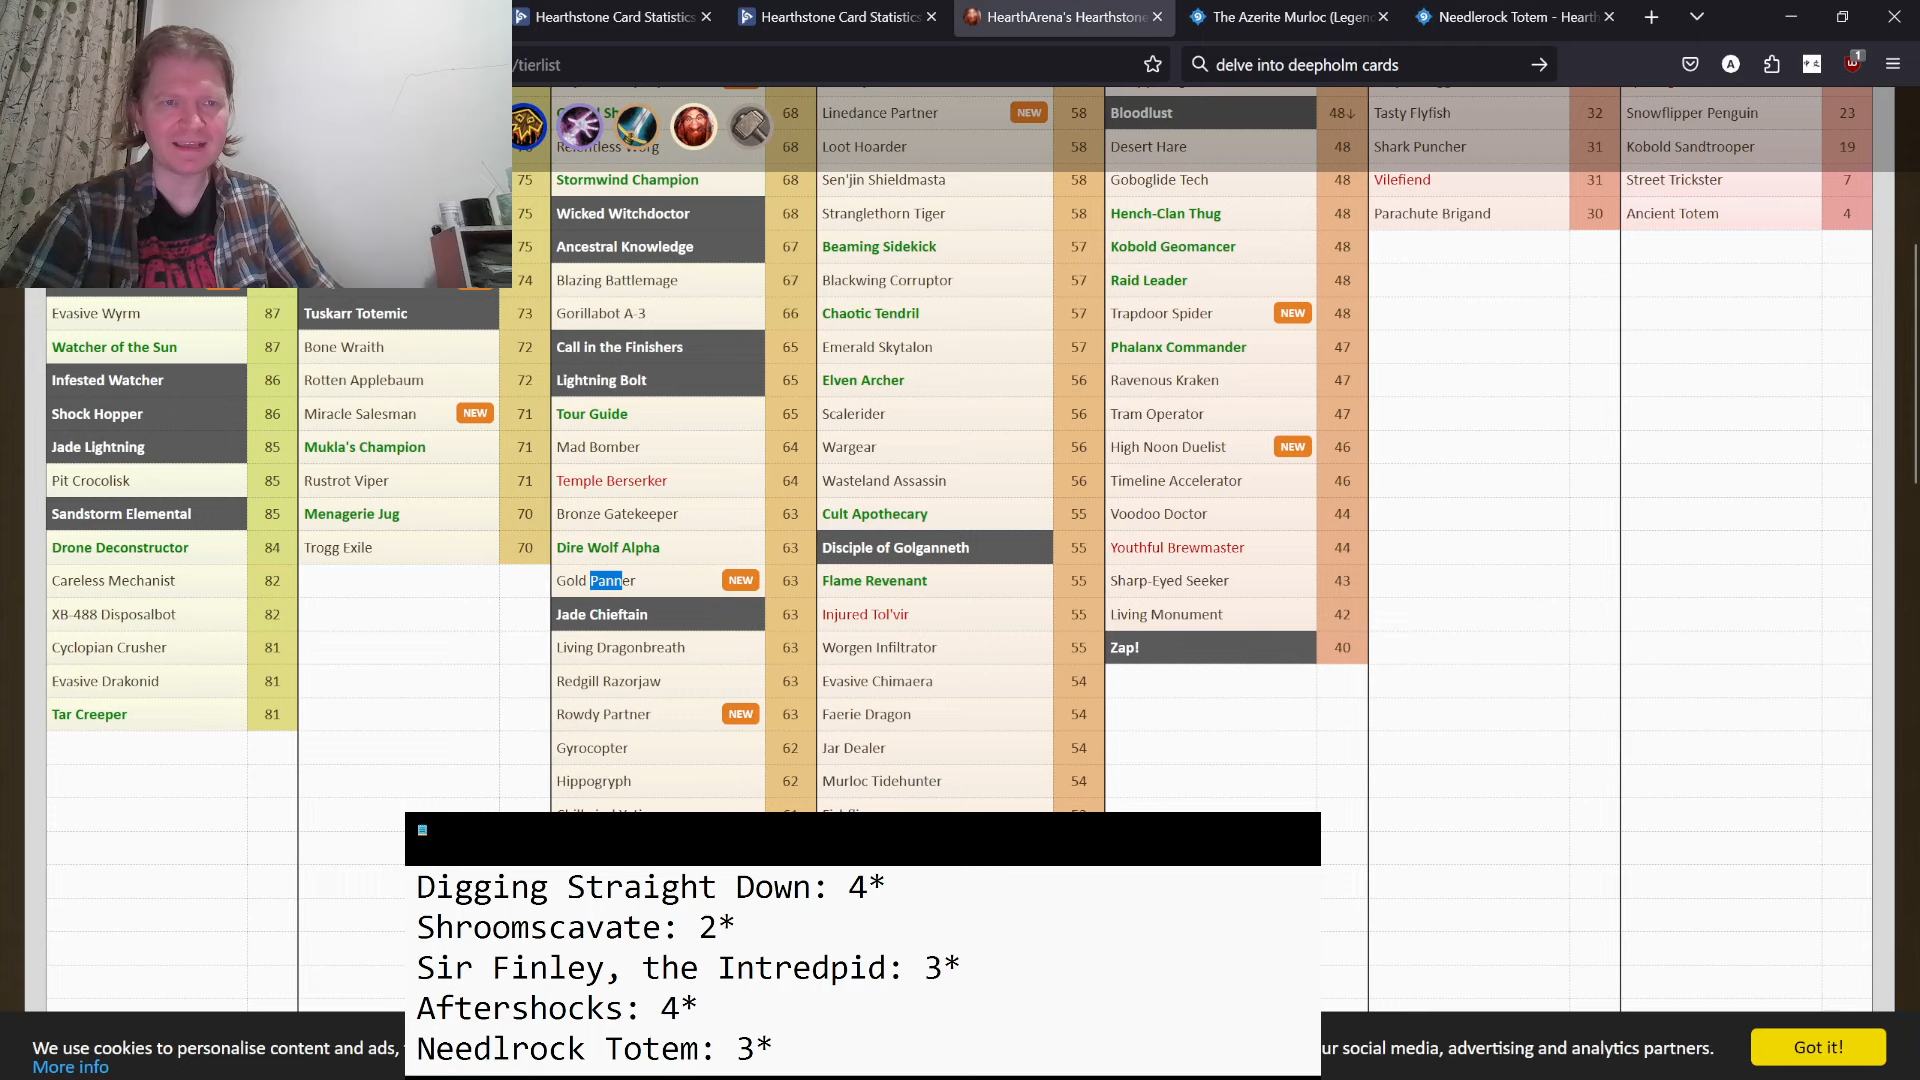 Hearthstone Card Statistics
Hearthstone Card Statistics
HearthArena's Hearthstone
The Azerite Murloc (Legen
Needlerock Totem - Hearth
/tierlist
delve into deepholm cards
1
68
Linedance Partner NEW 58
Bloodlust 48↓
Tasty Flyfish 32
Snowflipper Penguin 23
Relentless Worg 68
Loot Hoarder 58
Desert Hare 48
Shark Puncher 31
Kobold Sandtrooper 19
75
Stormwind Champion 68
Sen'jin Shieldmasta 58
Goboglide Tech 48
Vilefiend 31
Street Trickster 7
75
Wicked Witchdoctor 68
Stranglethorn Tiger 58
Hench-Clan Thug 48
Parachute Brigand 30
Ancient Totem 4
75
Ancestral Knowledge 67
Beaming Sidekick 57
Kobold Geomancer 48
74
Blazing Battlemage 67
Blackwing Corruptor 57
Raid Leader 48
Evasive Wyrm 87
Tuskarr Totemic 73
Gorillabot A-3 66
Chaotic Tendril 57
Trapdoor Spider NEW 48
Watcher of the Sun 87
Bone Wraith 72
Call in the Finishers 65
Emerald Skytalon 57
Phalanx Commander 47
Infested Watcher 86
Rotten Applebaum 72
Lightning Bolt 65
Elven Archer 56
Ravenous Kraken 47
Shock Hopper 86
Miracle Salesman NEW 71
Tour Guide 65
Scalerider 56
Tram Operator 47
Jade Lightning 85
Mukla's Champion 71
Mad Bomber 64
Wargear 56
High Noon Duelist NEW 46
Pit Crocolisk 85
Rustrot Viper 71
Temple Berserker 64
Wasteland Assassin 56
Timeline Accelerator 46
Sandstorm Elemental 85
Menagerie Jug 70
Bronze Gatekeeper 63
Cult Apothecary 55
Voodoo Doctor 44
Drone Deconstructor 84
Trogg Exile 70
Dire Wolf Alpha 63
Disciple of Golganneth 55
Youthful Brewmaster 44
Careless Mechanist 82
Gold Panner NEW 63
Flame Revenant 55
Sharp-Eyed Seeker 43
XB-488 Disposalbot 82
Jade Chieftain 63
Injured Tol'vir 55
Living Monument 42
Cyclopian Crusher 81
Living Dragonbreath 63
Worgen Infiltrator 55
Zap! 40
Evasive Drakonid 81
Redgill Razorjaw 63
Evasive Chimaera 54
Tar Creeper 81
Rowdy Partner NEW 63
Faerie Dragon 54
Gyrocopter 62
Jar Dealer 54
Hippogryph 62
Murloc Tidehunter 54
Digging Straight Down: 4*
Shroomscavate: 2*
Sir Finley, the Intredpid: 3*
Aftershocks: 4*
Needlrock Totem: 3*
We use cookies to personalise content and ads,
ur social media, advertising and analytics partners.
More info
Got it!